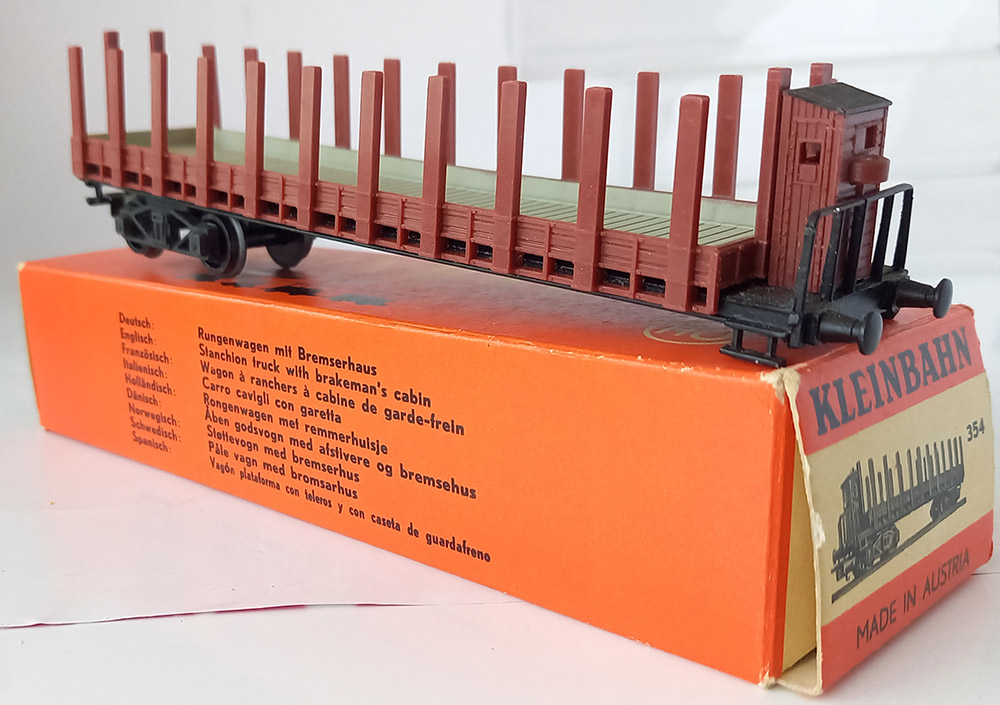 Deutsch: Rungenwagen mit Bremserhaus
Englisch: Stanchion truck with brakeman's cabin
Französisch: Wagon à ranchers à cabine de garde-frein
Italienisch: Carro cavigli con garetta
Holländisch: Rongenwagen met remmerhuisje
Dänisch: Åben godsvogn med afstivere og bremsehus
Norwegisch: Støttevogn med bremserhus
Schwedisch: Påle vagn med bromsarhus
Spanisch: Vagón plataforma con teleros y con caseta de guardafreno
KLEINBAHN
354
MADE IN AUSTRIA